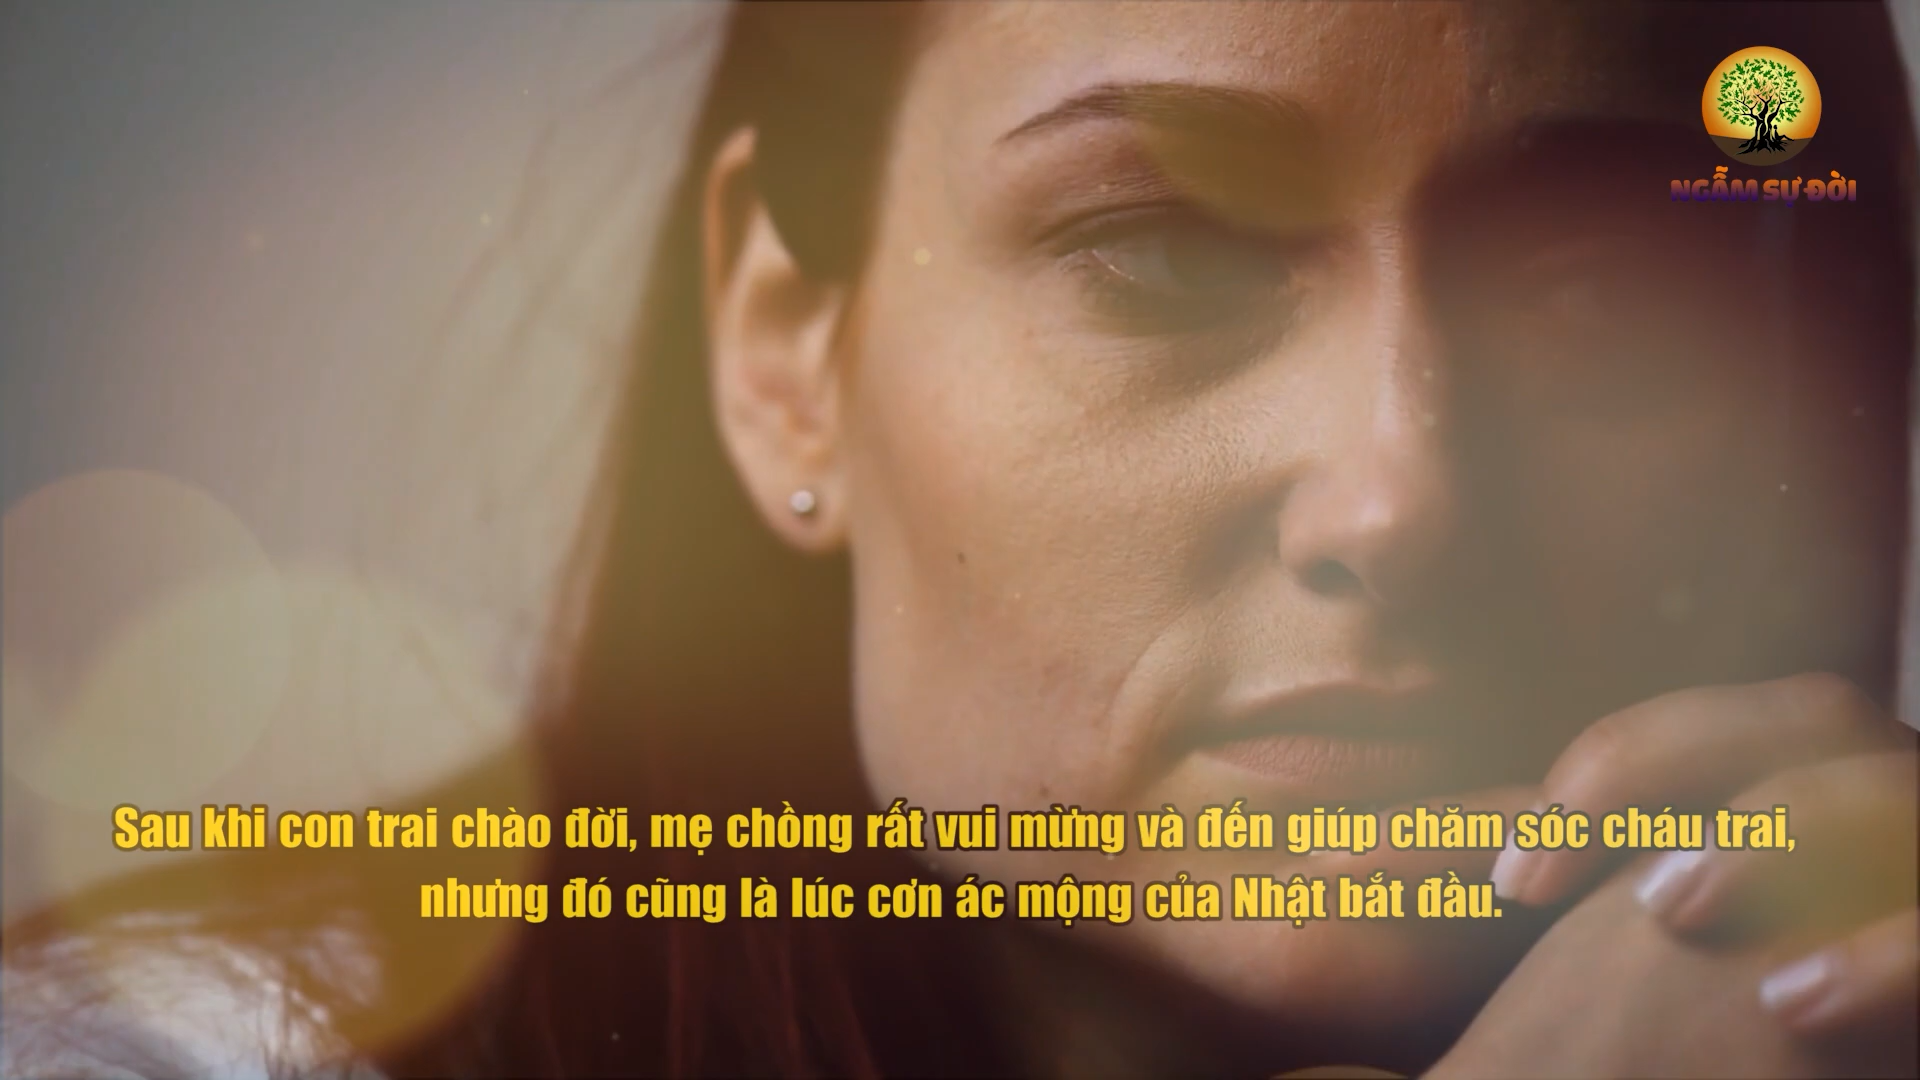 NGẪM SỰ ĐỜI
Sau khi con trai chào đời, mẹ chồng rất vui mừng và đến giúp chăm sóc cháu trai,
nhưng đó cũng là lúc cơn ác mộng của Nhật bắt đầu.